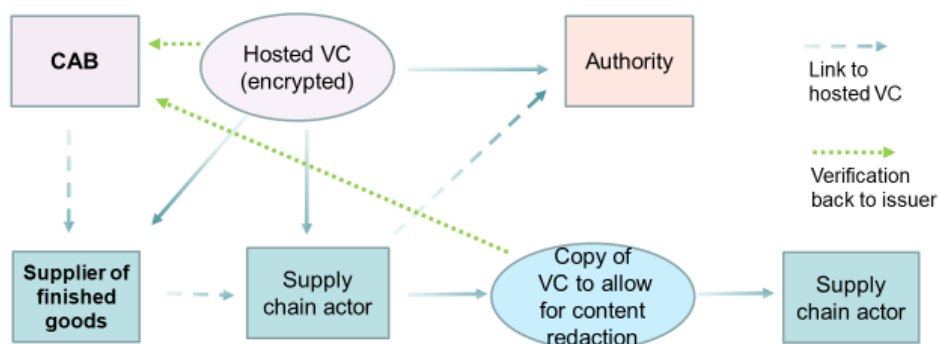 CAB
Hosted VC
(encrypted)
Authority
Link to
hosted VC
Verification
back to issuer
Supplier of
finished
goods
Supply
chain actor
Copy of
VC to allow
for content
redaction
Supply
chain actor